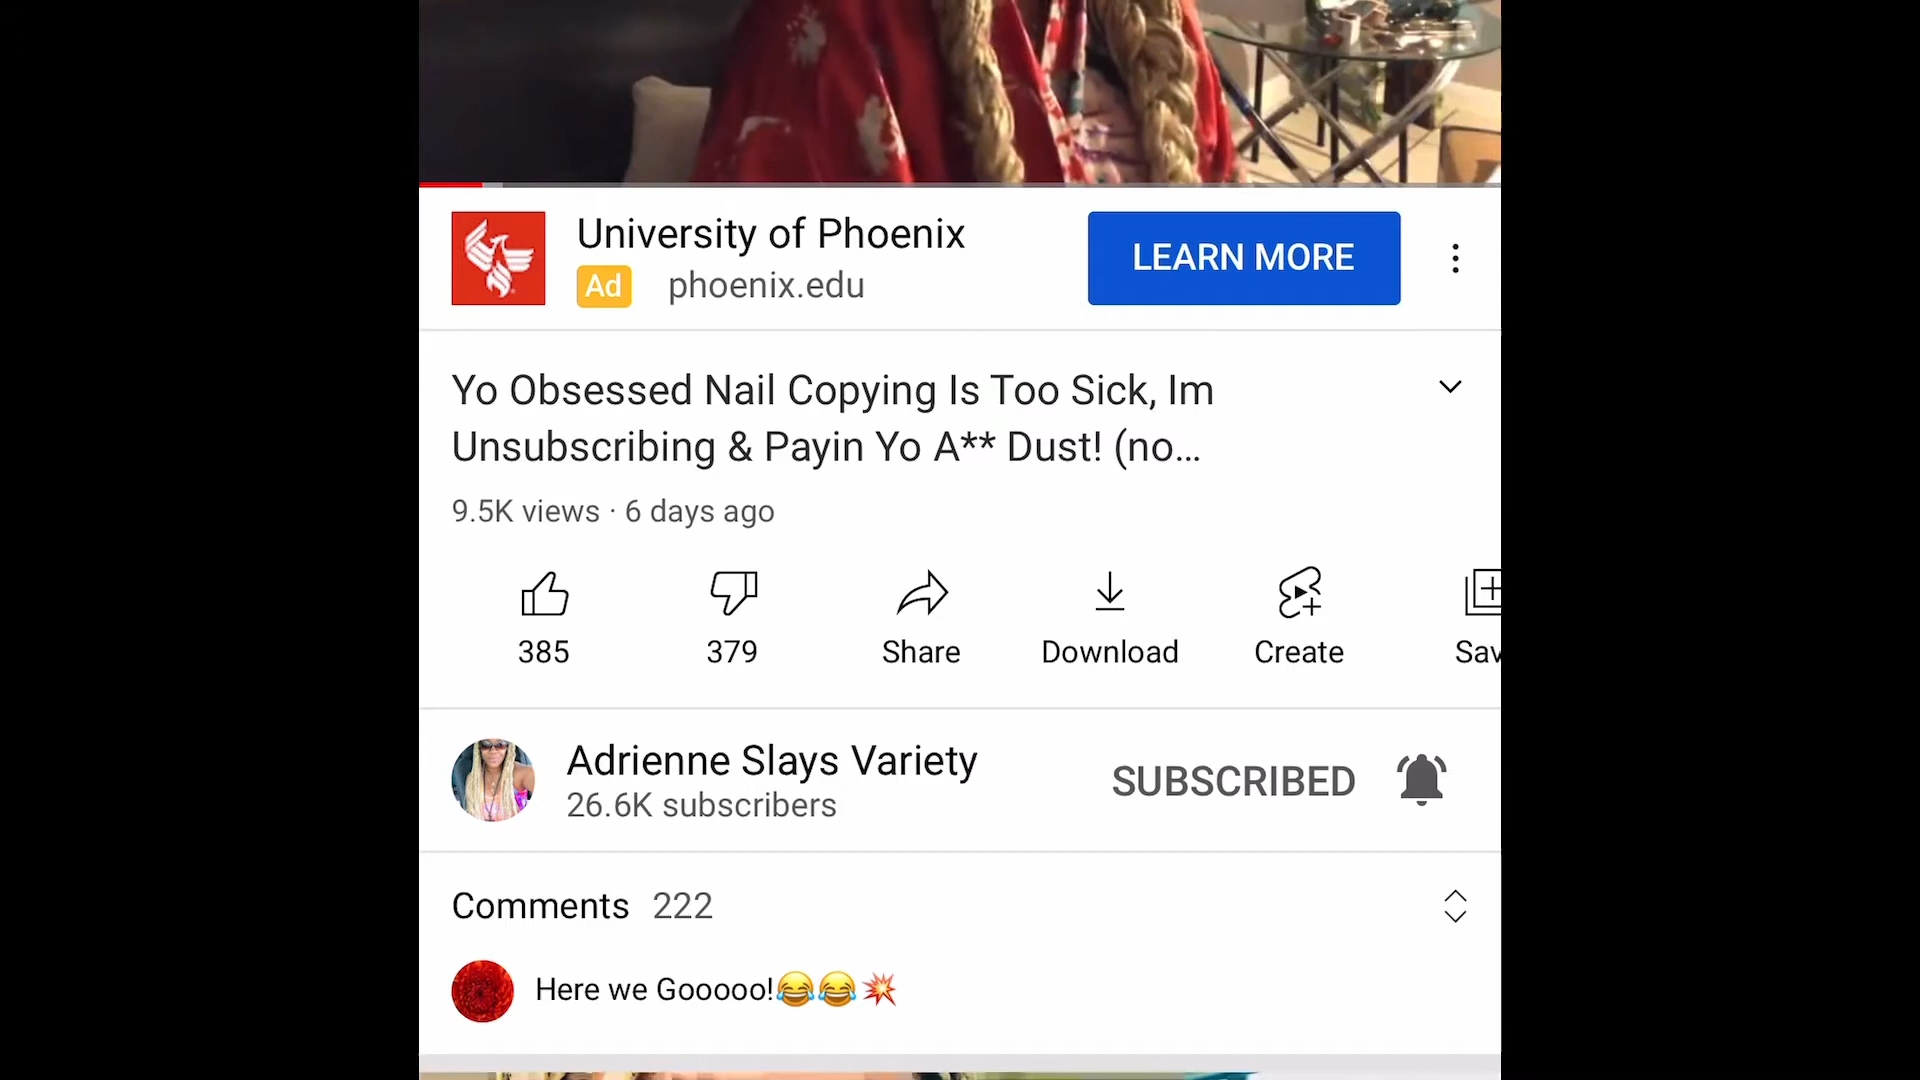 University of Phoenix
LEARN MORE
Ad phoenix.edu
Yo Obsessed Nail Copying Is Too Sick, Im
Unsubscribing & Payin Yo A** Dust! (no...
9.5K views · 6 days ago
385
379
Share
Download
Create
Sav
Adrienne Slays Variety
26.6K subscribers
SUBSCRIBED
Comments 222
Here we Gooooo!😂😂💥